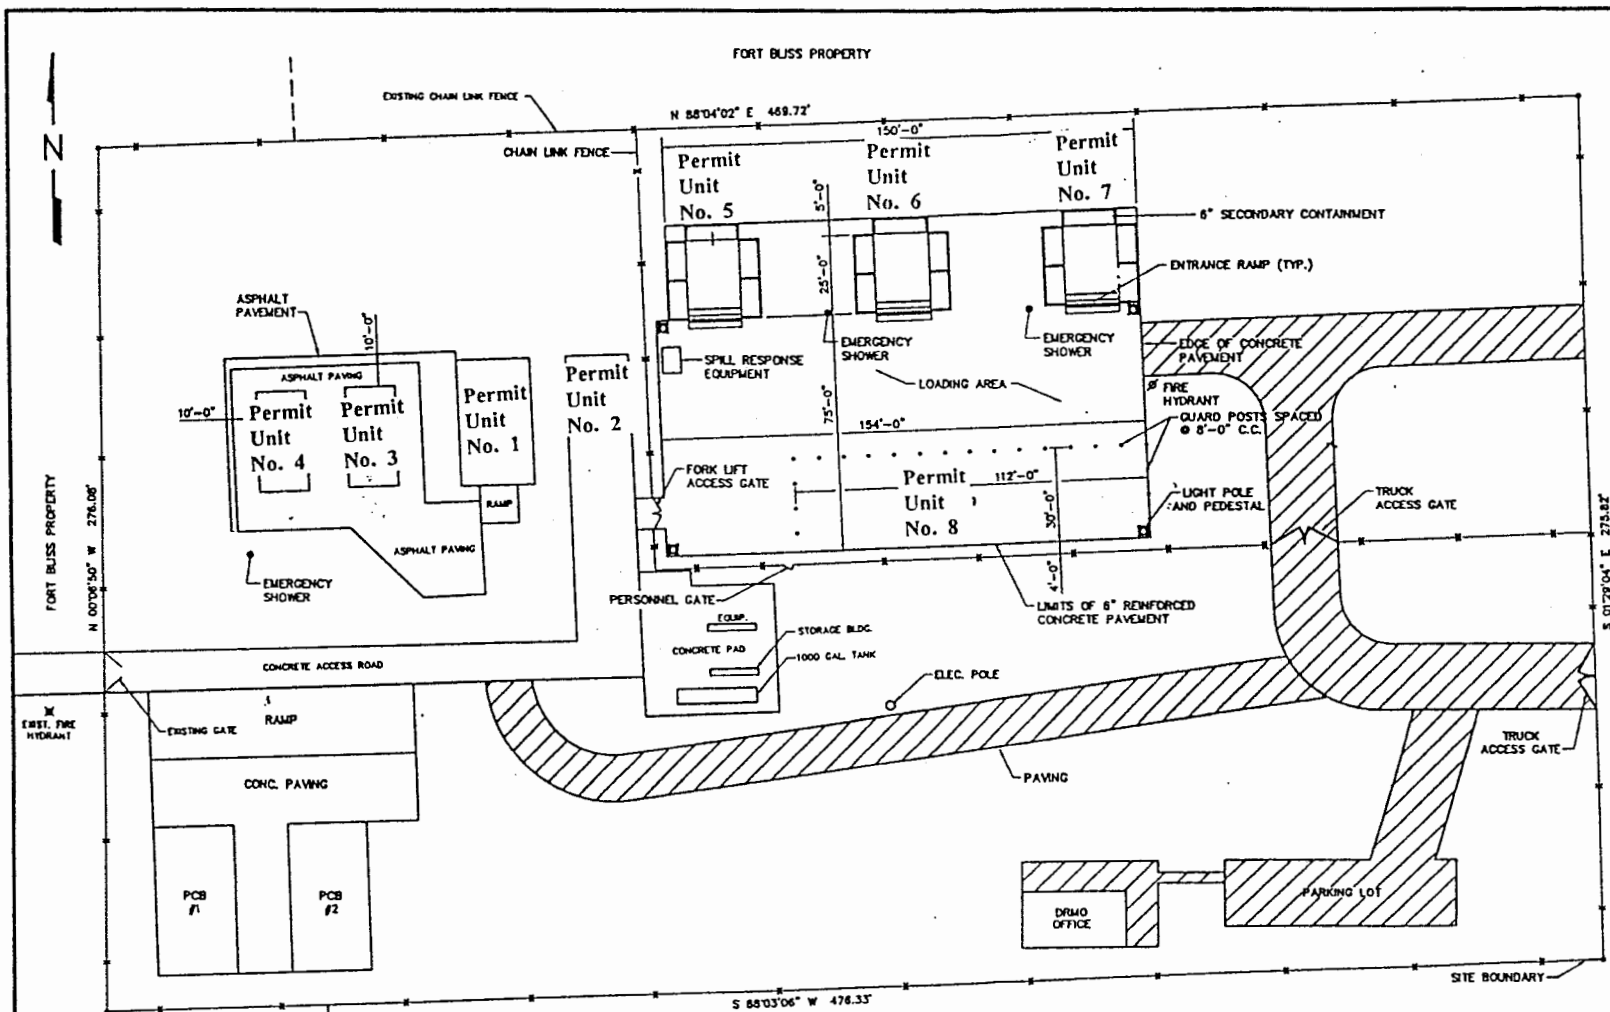 FORT BLISS PROPERTY
EXISTING CHAIN LINK FENCE
N 88°04'02" E 469.72'
CHAIN LINK FENCE
150'-0"
N
Permit
Unit
No. 5
Permit
Unit
No. 6
Permit
Unit
No. 7
5'-0"
25'-0"
6" SECONDARY CONTAINMENT
ENTRANCE RAMP (TYP.)
ASPHALT
PAVEMENT
10'-0"
ASPHALT PAVING
10'-0"
Permit
Unit
No. 4
Permit
Unit
No. 3
Permit
Unit
No. 1
Permit
Unit
No. 2
RAMP
ASPHALT PAVING
EMERGENCY
SHOWER
SPILL RESPONSE
EQUIPMENT
EMERGENCY
SHOWER
EMERGENCY
SHOWER
EDGE OF CONCRETE
PAVEMENT
LOADING AREA
75'-0"
154'-0"
FIRE
HYDRANT
GUARD POSTS SPACED
@ 8'-0" C.C.
FORK LIFT
ACCESS GATE
Permit
Unit
No. 8
112'-0"
30'-0"
4'-0"
LIGHT POLE
AND PEDESTAL
TRUCK
ACCESS GATE
FORT BLISS PROPERTY
N 00°06'50" W 276.08'
S 01°29'04" E 275.82'
PERSONNEL GATE
LIMITS OF 6" REINFORCED
CONCRETE PAVEMENT
EQUIP.
STORAGE BLDG.
CONCRETE PAD
1000 GAL. TANK
CONCRETE ACCESS ROAD
ELEC. POLE
EXIST. FIRE
HYDRANT
EXISTING GATE
RAMP
CONC. PAVING
PAVING
TRUCK
ACCESS GATE
PCB
#1
PCB
#2
DRMO
OFFICE
PARKING LOT
SITE BOUNDARY
S 88°03'06" W 476.33'